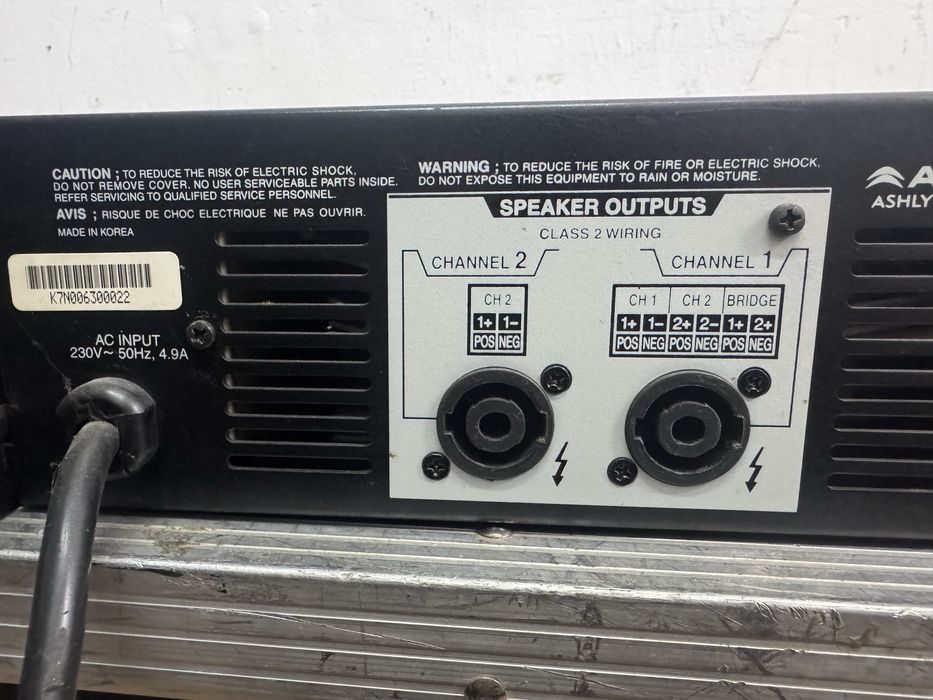 CAUTION ; TO REDUCE THE RISK OF ELECTRIC SHOCK,
DO NOT REMOVE COVER. NO USER SERVICEABLE PARTS INSIDE.
REFER SERVICING TO QUALIFIED SERVICE PERSONNEL.
AVIS ; RISQUE DE CHOC ELECTRIQUE NE PAS OUVRIR.
MADE IN KOREA
K7N006300022
AC INPUT
230V~ 50Hz, 4.9A
WARNING ; TO REDUCE THE RISK OF FIRE OR ELECTRIC SHOCK,
DO NOT EXPOSE THIS EQUIPMENT TO RAIN OR MOISTURE.
SPEAKER OUTPUTS
CLASS 2 WIRING
CHANNEL 2
CH 2
1+ 1-
POS NEG
CHANNEL 1
CH 1 CH 2 BRIDGE
1+ 1- 2+ 2- 1+ 2+
POS NEG POS NEG POS NEG
ASHLY